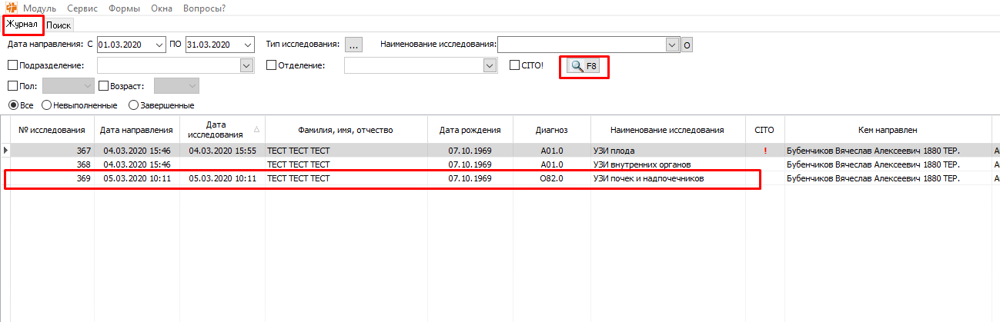 Модуль Сервис Формы Окна Вопросы?
Журнал Поиск
Дата направления: С 01.03.2020 ПО 31.03.2020 Тип исследования: ... Наименование исследования: О
Подразделение: Отделение: CITO! F8
Пол: Возраст:
Все Невыполненные Завершенные
№ исследования Дата направления Дата исследования Фамилия, имя, отчество Дата рождения Диагноз Наименование исследования CITO Кем направлен
367 04.03.2020 15:46 04.03.2020 15:55 ТЕСТ ТЕСТ ТЕСТ 07.10.1969 A01.0 УЗИ плода ! Бубенчиков Вячеслав Алексеевич 1880 ТЕР.
368 04.03.2020 15:46 ТЕСТ ТЕСТ ТЕСТ 07.10.1969 A01.0 УЗИ внутренних органов Бубенчиков Вячеслав Алексеевич 1880 ТЕР.
369 05.03.2020 10:11 05.03.2020 10:11 ТЕСТ ТЕСТ ТЕСТ 07.10.1969 O82.0 УЗИ почек и надпочечников Бубенчиков Вячеслав Алексеевич 1880 ТЕР.